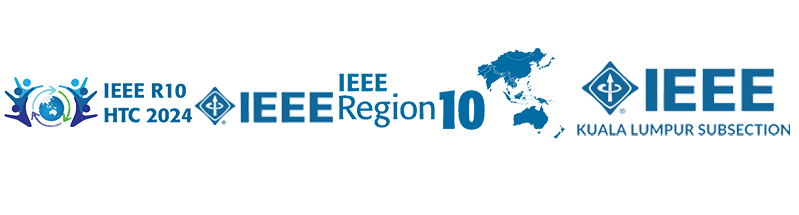 IEEE R10
HTC 2024
IEEE
IEEE
Region 10
IEEE
KUALA LUMPUR SUBSECTION